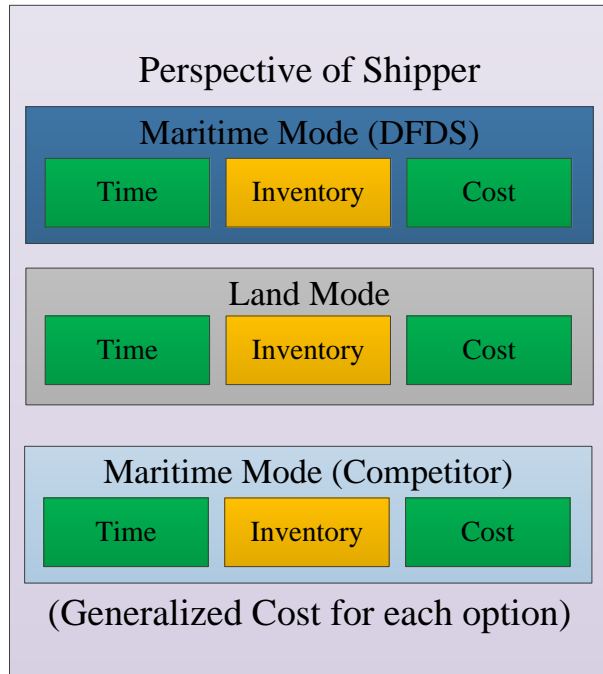 Perspective of Shipper
Maritime Mode (DFDS)
Time Inventory Cost
Land Mode
Time Inventory Cost
Maritime Mode (Competitor)
Time Inventory Cost
(Generalized Cost for each option)